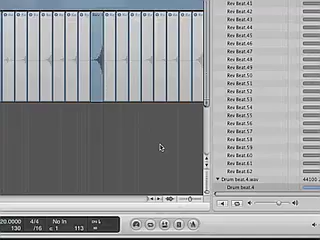 Rev Beat.41
Rev Beat.42
Rev Beat.43
Rev Beat.44
Rev Beat.45
Rev Beat.46
Rev Beat.47
Rev Beat.48
Rev Beat.49
Rev Beat.50
Rev Beat.51
Rev Beat.52
Rev Beat.53
Rev Beat.54
Rev Beat.55
Rev Beat.56
Rev Beat.57
Rev Beat.58
Rev Beat.59
Rev Beat.60
Rev Beat.61
Rev Beat.62
Drum beat.4.wav 44100
Drum beat.4
20.0000 4/4 No In
130 /16 1 113